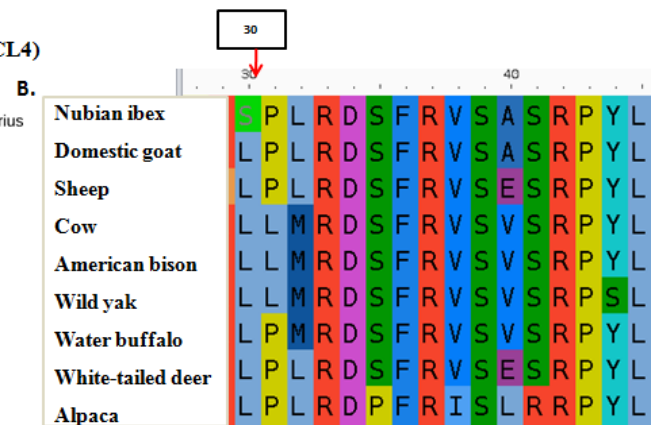 30
CL4)
30 40
B.
rius
Nubian ibex S P L R D S F R V S A S R P Y L
Domestic goat L P L R D S F R V S A S R P Y L
Sheep L P L R D S F R V S E S R P Y L
Cow L L M R D S F R V S V S R P Y L
American bison L L M R D S F R V S V S R P Y L
Wild yak L L M R D S F R V S V S R P S L
Water buffalo L P M R D S F R V S V S R P Y L
White-tailed deer L P L R D S F R V S E S R P Y L
Alpaca L P L R D P F R I S L R R P Y L